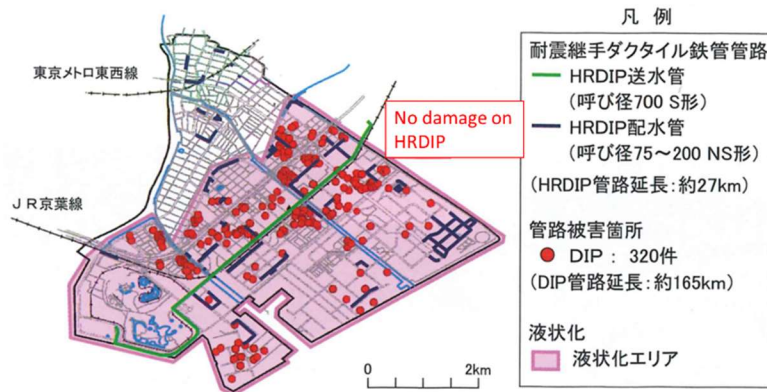 凡 例
東京メトロ東西線
No damage on
HRDIP
JR京葉線
耐震継手ダクタイル鉄管管路
HRDIP送水管
(呼び径700 S形)
HRDIP配水管
(呼び径75～200 NS形)
(HRDIP管路延長:約27km)
管路被害箇所
DIP : 320件
(DIP管路延長:約165km)
液状化
液状化エリア
0 2km